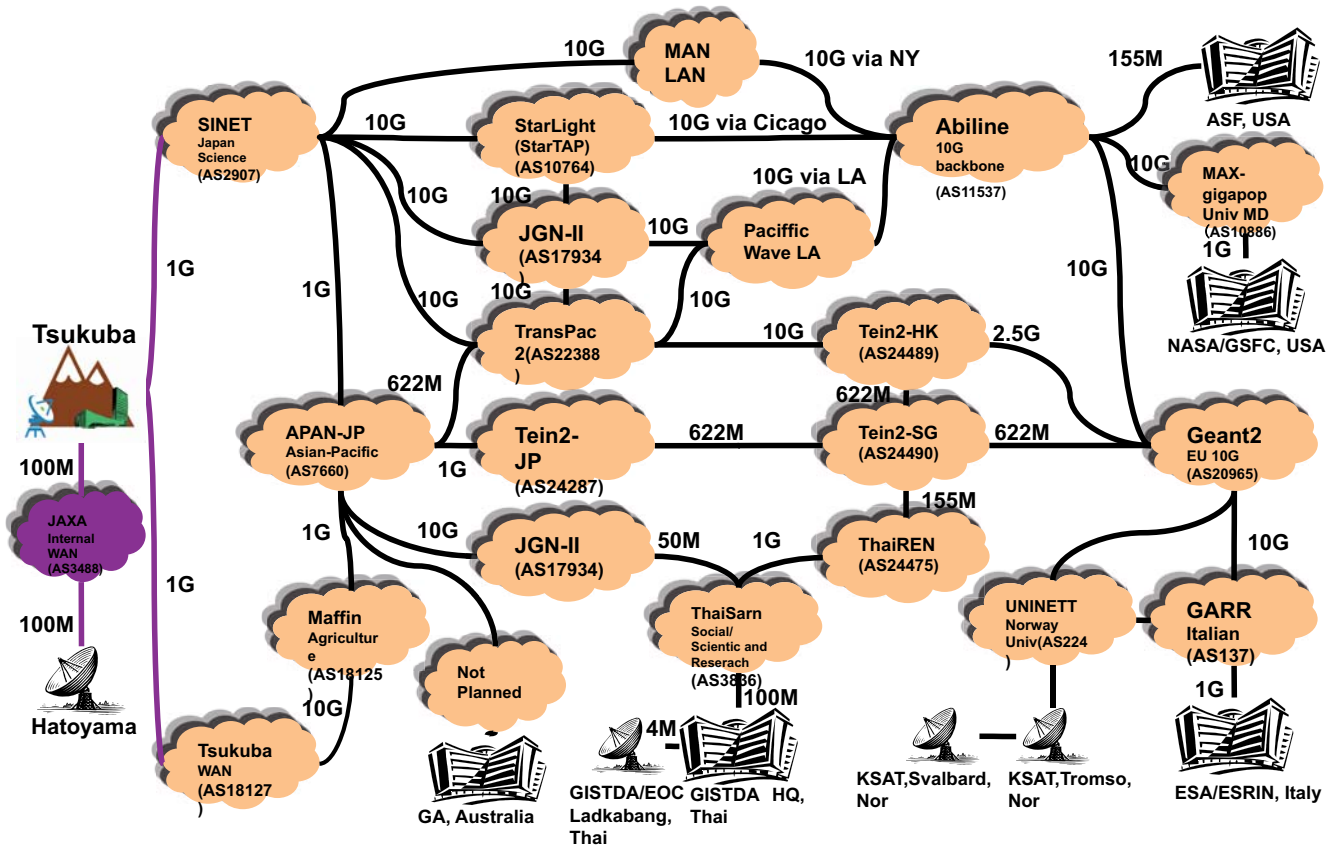 10G
MAN
LAN
10G via NY
155M
ASF, USA
SINET
Japan
Science
(AS2907)
10G
StarLight
(StarTAP)
(AS10764)
10G via Cicago
Abiline
10G
backbone
(AS11537)
10G
MAX-
gigapop
Univ MD
(AS10886)
10G via LA
10G
10G
JGN-II
(AS17934
)
10G
Paciffic
Wave LA
1G
NASA/GSFC, USA
1G
1G
10G
10G
10G
10G
TransPac
2(AS22388
)
10G
Tein2-HK
(AS24489)
2.5G
Tsukuba
622M
622M
APAN-JP
Asian-Pacific
(AS7660)
1G
Tein2-
JP
(AS24287)
622M
Tein2-SG
(AS24490)
622M
Geant2
EU 10G
(AS20965)
100M
155M
JAXA
Internal
WAN
(AS3488)
1G
10G
JGN-II
(AS17934)
50M
1G
ThaiREN
(AS24475)
10G
1G
100M
Maffin
Agricultur
e
(AS18125
)
Not
Planned
ThaiSarn
Social/
Scientic and
Reserach
(AS3836)
UNINETT
Norway
Univ(AS224
)
GARR
Italian
(AS137)
Hatoyama
10G
100M
4M
1G
Tsukuba
WAN
(AS18127
)
GA, Australia
GISTDA/EOC
Ladkabang,
Thai
GISTDA HQ,
Thai
KSAT,Svalbard,
Nor
KSAT,Tromso,
Nor
ESA/ESRIN, Italy